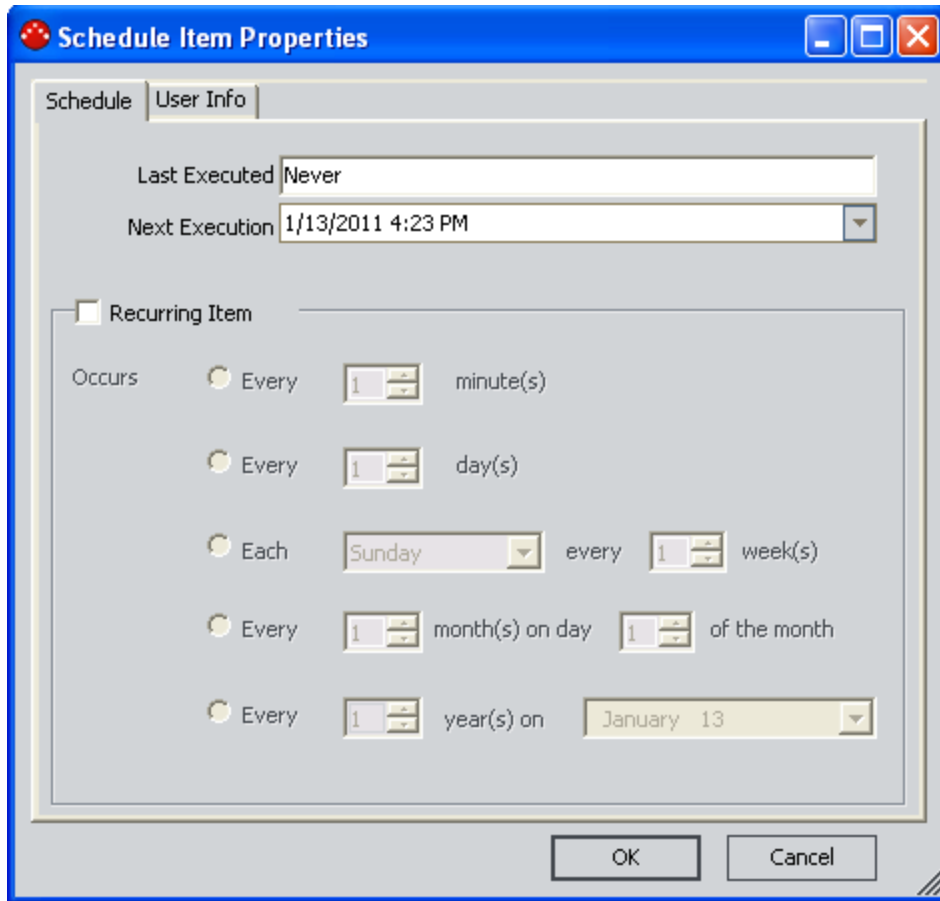 Schedule Item Properties
Schedule User Info
Last Executed Never
Next Execution 1/13/2011 4:23 PM
Recurring Item
Occurs Every 1 minute(s)
Every 1 day(s)
Each Sunday every 1 week(s)
Every 1 month(s) on day 1 of the month
Every 1 year(s) on January 13
OK Cancel